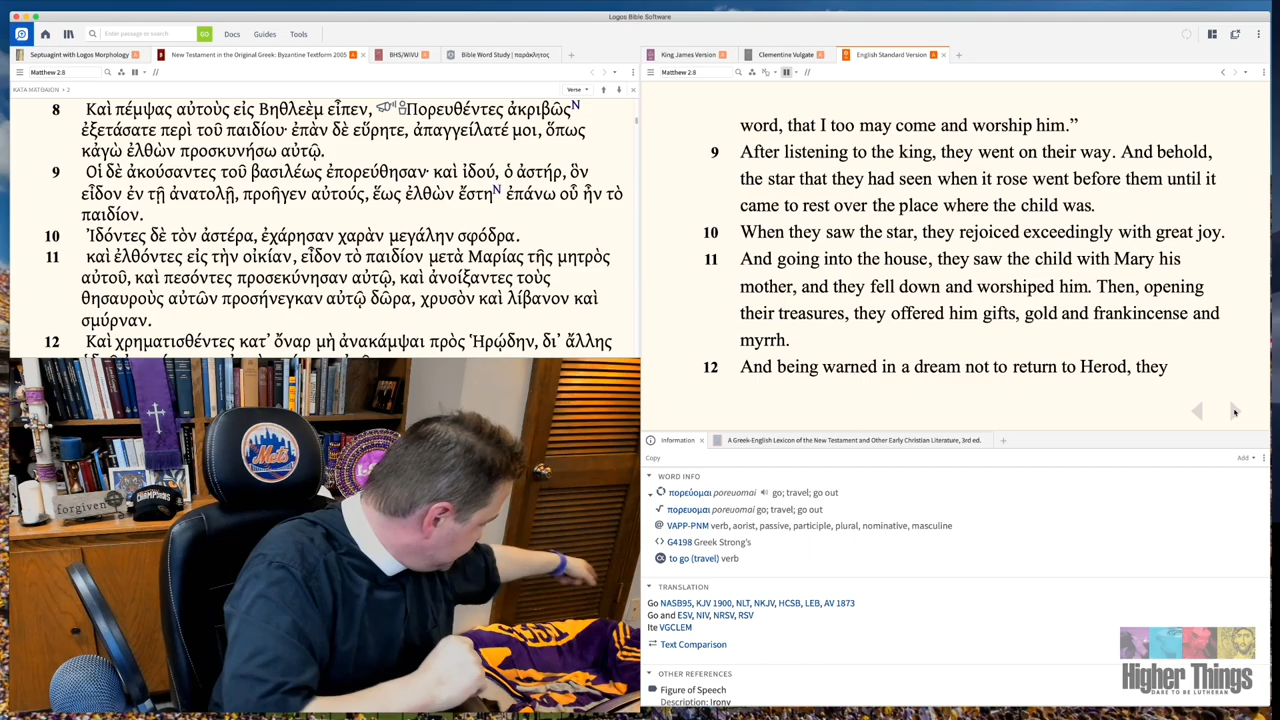 Logos Bible Software
Enter passage or search
GO
Docs
Guides
Tools
Septuagint with Logos Morphology A
New Testament in the Original Greek: Byzantine Textform 2005 A ×
BHS/WIVU A
Bible Word Study | παράκλητος
Matthew 2:8
ΚΑΤΑ ΜΑΤΘΑΙΟΝ + 2
Verse
8 Καὶ πέμψας αὐτοὺς εἰς Βηθλεὲμ εἶπεν, Πορευθέντες ἀκριβῶςN
ἐξετάσατε περὶ τοῦ παιδίου· ἐπὰν δὲ εὕρητε, ἀπαγγείλατέ μοι, ὅπως
κἀγὼ ἐλθὼν προσκυνήσω αὐτῷ.
9 Οἱ δὲ ἀκούσαντες τοῦ βασιλέως ἐπορεύθησαν· καὶ ἰδού, ὁ ἀστήρ, ὃν
εἶδον ἐν τῇ ἀνατολῇ, προῆγεν αὐτούς, ἕως ἐλθὼν ἔστηN ἐπάνω οὗ ἦν τὸ
παιδίον.
10 Ἰδόντες δὲ τὸν ἀστέρα, ἐχάρησαν χαρὰν μεγάλην σφόδρα.
11 καὶ ἐλθόντες εἰς τὴν οἰκίαν, εἶδον τὸ παιδίον μετὰ Μαρίας τῆς μητρὸς
αὐτοῦ, καὶ πεσόντες προσεκύνησαν αὐτῷ, καὶ ἀνοίξαντες τοὺς
θησαυροὺς αὐτῶν προσήνεγκαν αὐτῷ δῶρα, χρυσὸν καὶ λίβανον καὶ
σμύρναν.
12 Καὶ χρηματισθέντες κατ’ ὄναρ μὴ ἀνακάμψαι πρὸς Ἡρῴδην, δι’ ἄλλης
King James Version A
Clementine Vulgate A
English Standard Version A ×
Matthew 2:8
word, that I too may come and worship him.”
9 After listening to the king, they went on their way. And behold,
the star that they had seen when it rose went before them until it
came to rest over the place where the child was.
10 When they saw the star, they rejoiced exceedingly with great joy.
11 And going into the house, they saw the child with Mary his
mother, and they fell down and worshiped him. Then, opening
their treasures, they offered him gifts, gold and frankincense and
myrrh.
12 And being warned in a dream not to return to Herod, they
Information ×
A Greek-English Lexicon of the New Testament and Other Early Christian Literature, 3rd ed.
Copy
Add
WORD INFO
πορεύομαι poreuomai go; travel; go out
πορευομαι poreuomai go; travel; go out
@ VAPP-PNM verb, aorist, passive, participle, plural, nominative, masculine
G4198 Greek Strong's
to go (travel) verb
TRANSLATION
Go NASB95, KJV 1900, NLT, NKJV, HCSB, LEB, AV 1873
Go and ESV, NIV, NRSV, RSV
Ite VGCLEM
Text Comparison
OTHER REFERENCES
Figure of Speech
Description: Irony
Mets
forgiven
CHAMPIONS
Higher Things
DARE TO BE LUTHERAN